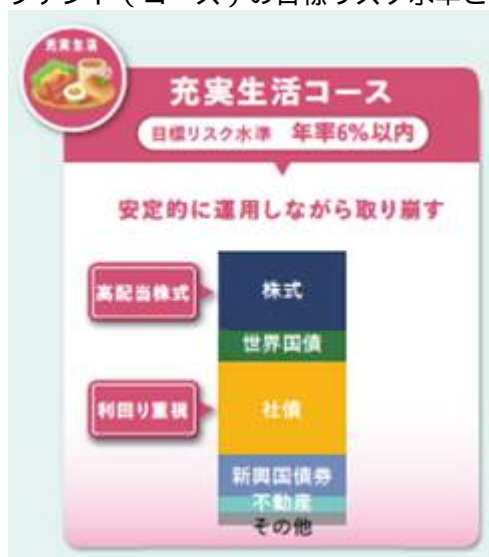 ファンド（コース）の目標リスク水準と
充実生活
充実生活コース
目標リスク水準 年率6%以内
安定的に運用しながら取り崩す
高配当株式
株式
世界国債
利回り重視
社債
新興国債券
不動産
その他